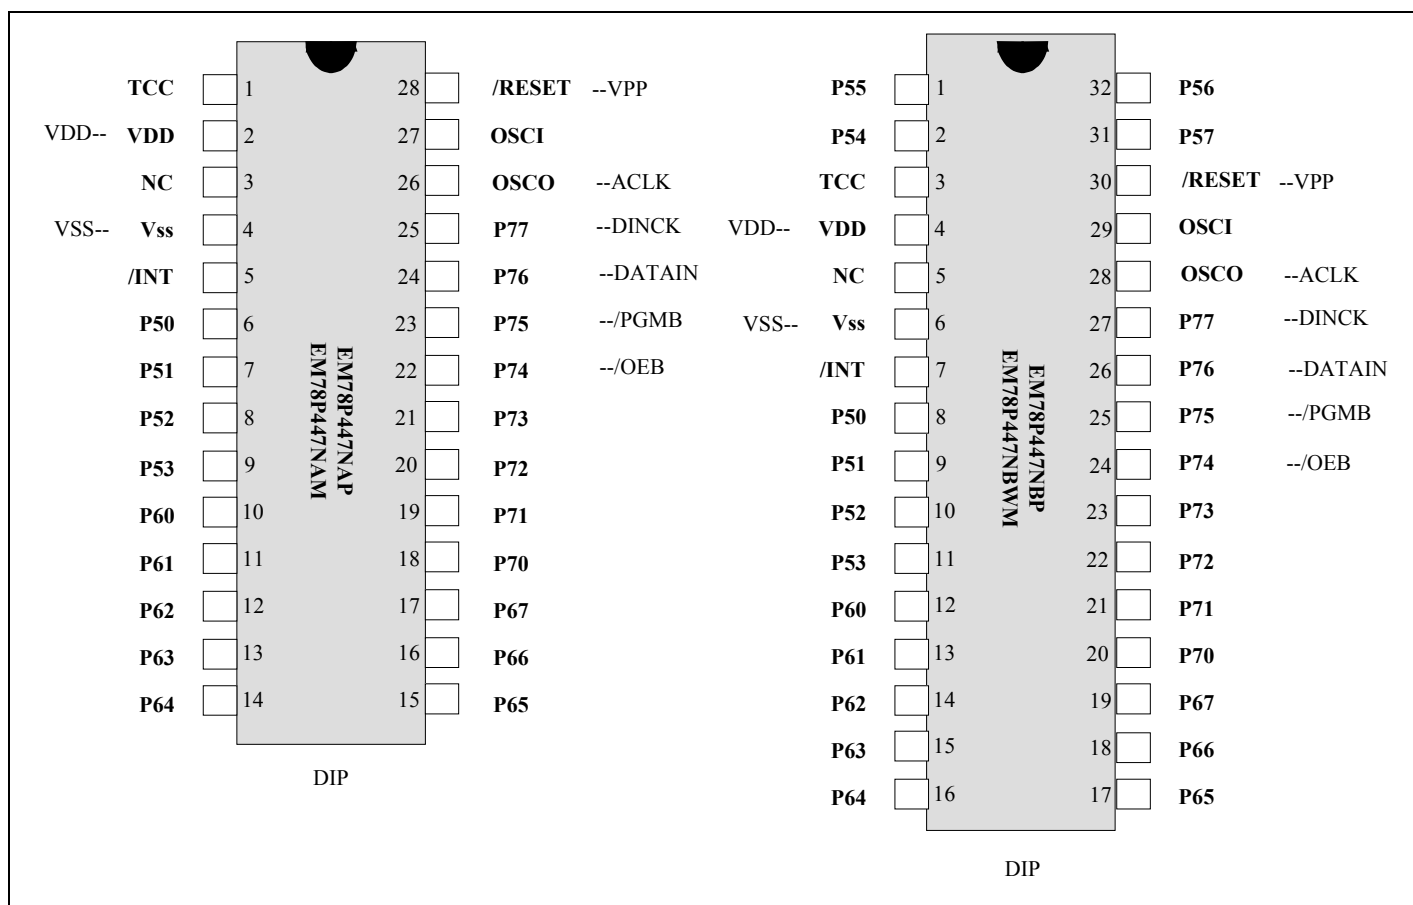 TCC 1 28 /RESET --VPP
VDD-- VDD 2 27 OSCI
NC 3 26 OSCO --ACLK
VSS-- Vss 4 25 P77 --DINCK
/INT 5 24 P76 --DATAIN
P50 6 23 P75 --/PGMB
P51 7 22 P74 --/OEB
P52 8 21 P73
P53 9 20 P72
P60 10 19 P71
P61 11 18 P70
P62 12 17 P67
P63 13 16 P66
P64 14 15 P65
EM78P447NAP
EM78P447NAM
DIP
P55 1 32 P56
P54 2 31 P57
TCC 3 30 /RESET --VPP
VDD-- VDD 4 29 OSCI
NC 5 28 OSCO --ACLK
VSS-- Vss 6 27 P77 --DINCK
/INT 7 26 P76 --DATAIN
P50 8 25 P75 --/PGMB
P51 9 24 P74 --/OEB
P52 10 23 P73
P53 11 22 P72
P60 12 21 P71
P61 13 20 P70
P62 14 19 P67
P63 15 18 P66
P64 16 17 P65
EM78P447NBP
EM78P447NBWM
DIP